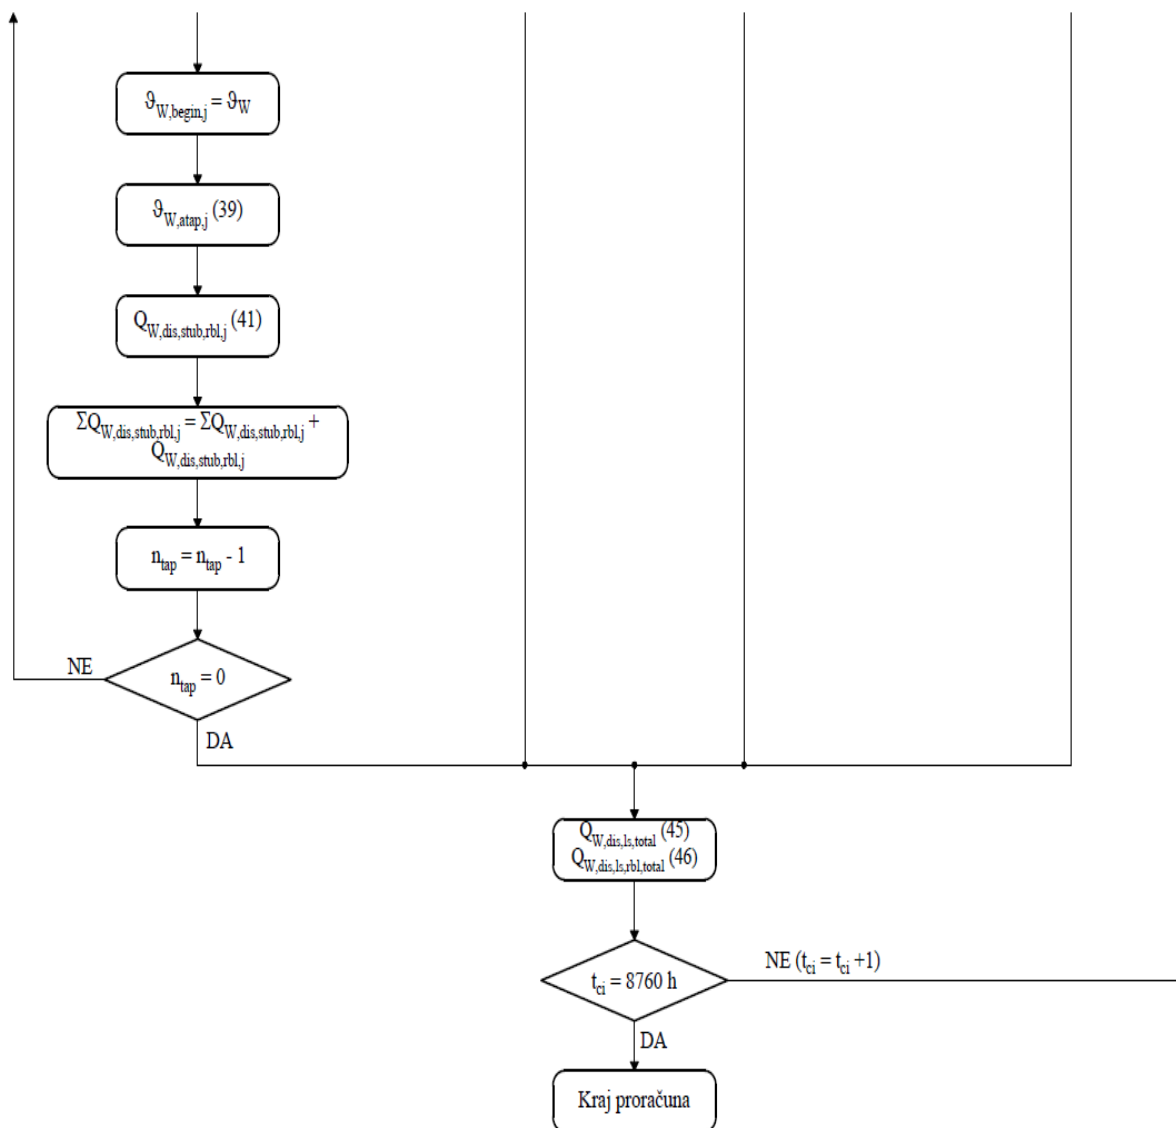 ϑW,begin,j = ϑW
ϑW,atap,j (39)
QW,dis,stub,rbl,j (41)
ΣQW,dis,stub,rbl,j = ΣQW,dis,stub,rbl,j +
QW,dis,stub,rbl,j
ntap = ntap - 1
NE
ntap = 0
DA
QW,dis,ls,total (45)
QW,dis,ls,rbl,total (46)
NE (tci = tci +1)
tci = 8760 h
DA
Kraj proračuna